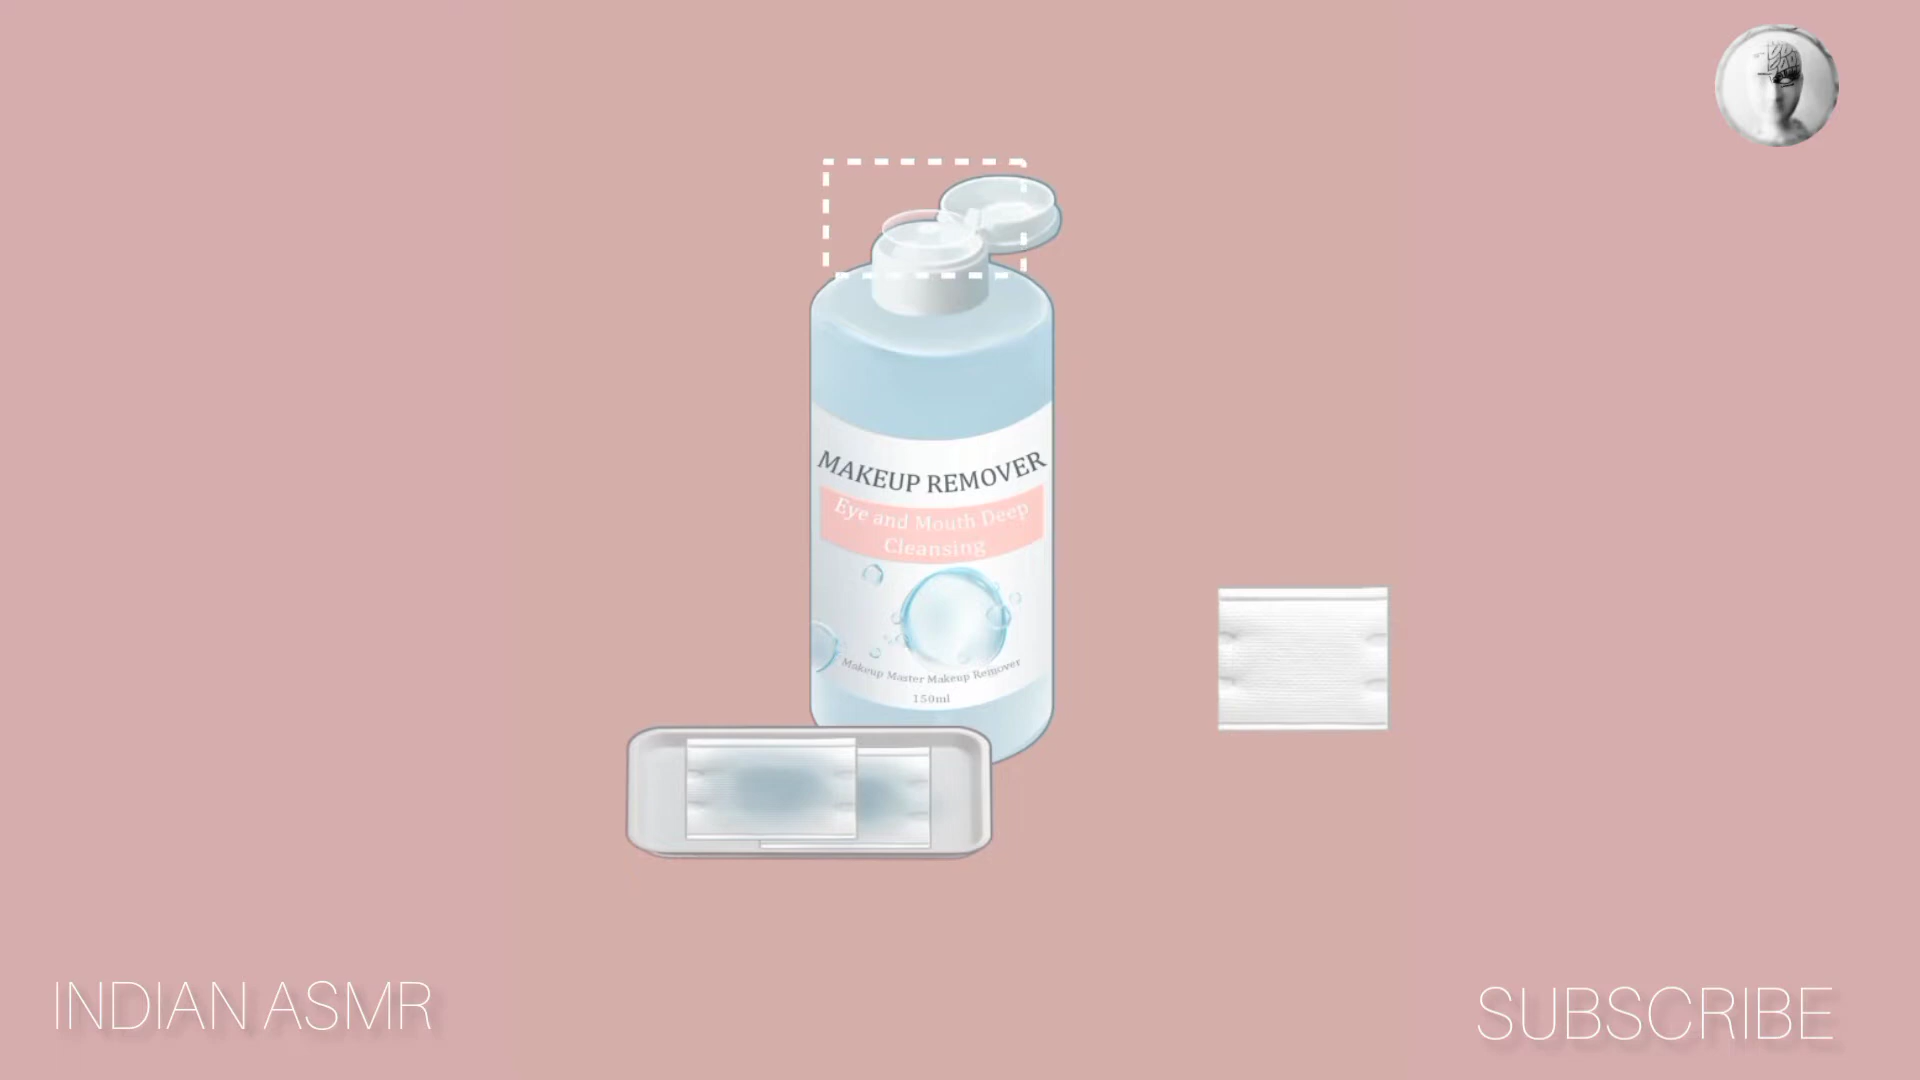 MAKEUP REMOVER
Eye and Mouth Deep
Cleansing
Makeup Master Makeup Remover
150ml
INDIAN ASMR
SUBSCRIBE